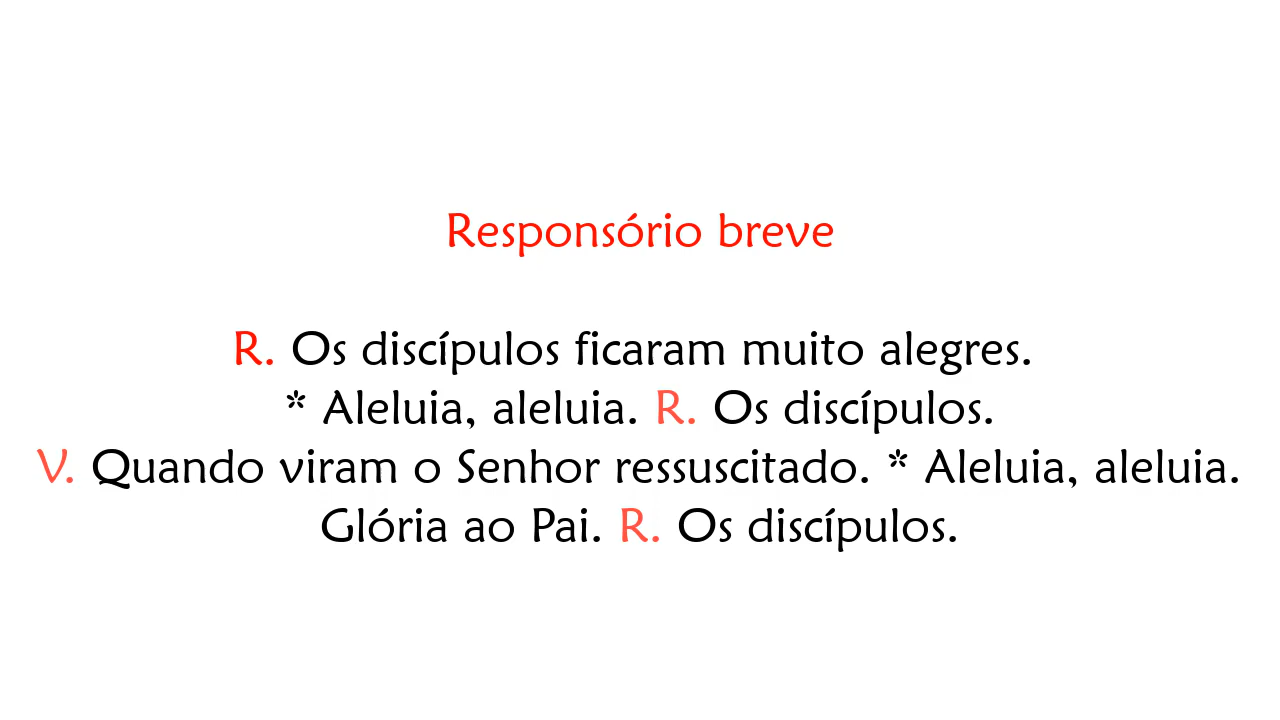 Responsório breve
R. Os discípulos ficaram muito alegres.
* Aleluia, aleluia. R. Os discípulos.
V. Quando viram o Senhor ressuscitado. * Aleluia, aleluia.
Glória ao Pai. R. Os discípulos.